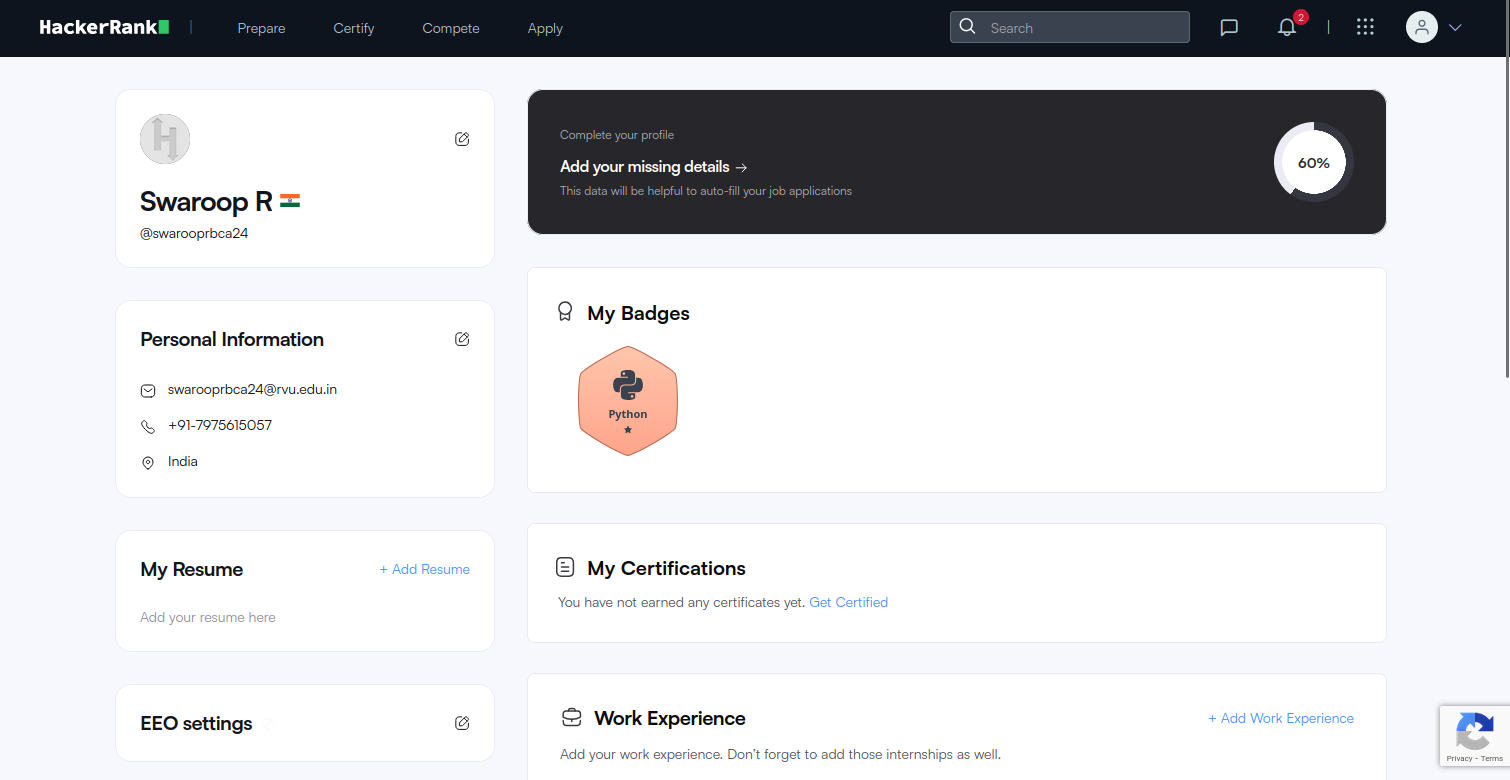 HackerRank
Prepare
Certify
Compete
Apply
Search
2
Swaroop R
@swarooprbca24
Personal Information
swarooprbca24@rvu.edu.in
+91-7975615057
India
My Resume
+ Add Resume
Add your resume here
EEO settings
Complete your profile
Add your missing details →
This data will be helpful to auto-fill your job applications
60%
My Badges
Python
My Certifications
You have not earned any certificates yet. Get Certified
Work Experience
+ Add Work Experience
Add your work experience. Don’t forget to add those internships as well.
Privacy - Terms